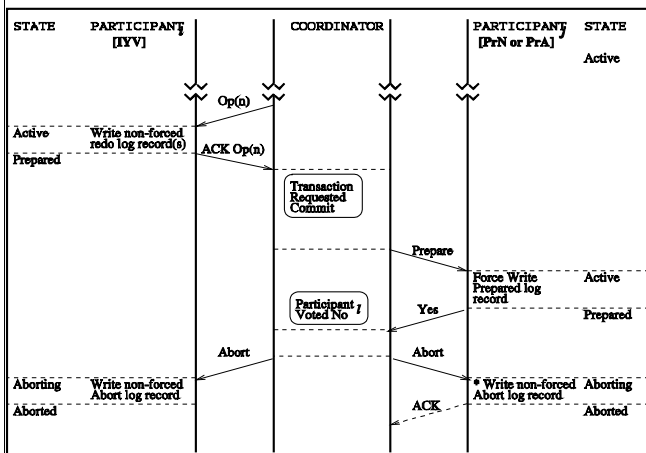 STATE PARTICIPANT i COORDINATOR PARTICIPANT j STATE
[IYV] [PrN or PrA]
Active
Op(n)
Active Write non-forced
redo log record(s)
Prepared ACK Op(n)
Transaction
Requested
Commit
Prepare
Force Write Active
Prepared log
record
Participant l
Voted No
Yes
Prepared
Abort Abort
Aborting Write non-forced * Write non-forced Aborting
Abort log record Abort log record
Aborted ACK Aborted